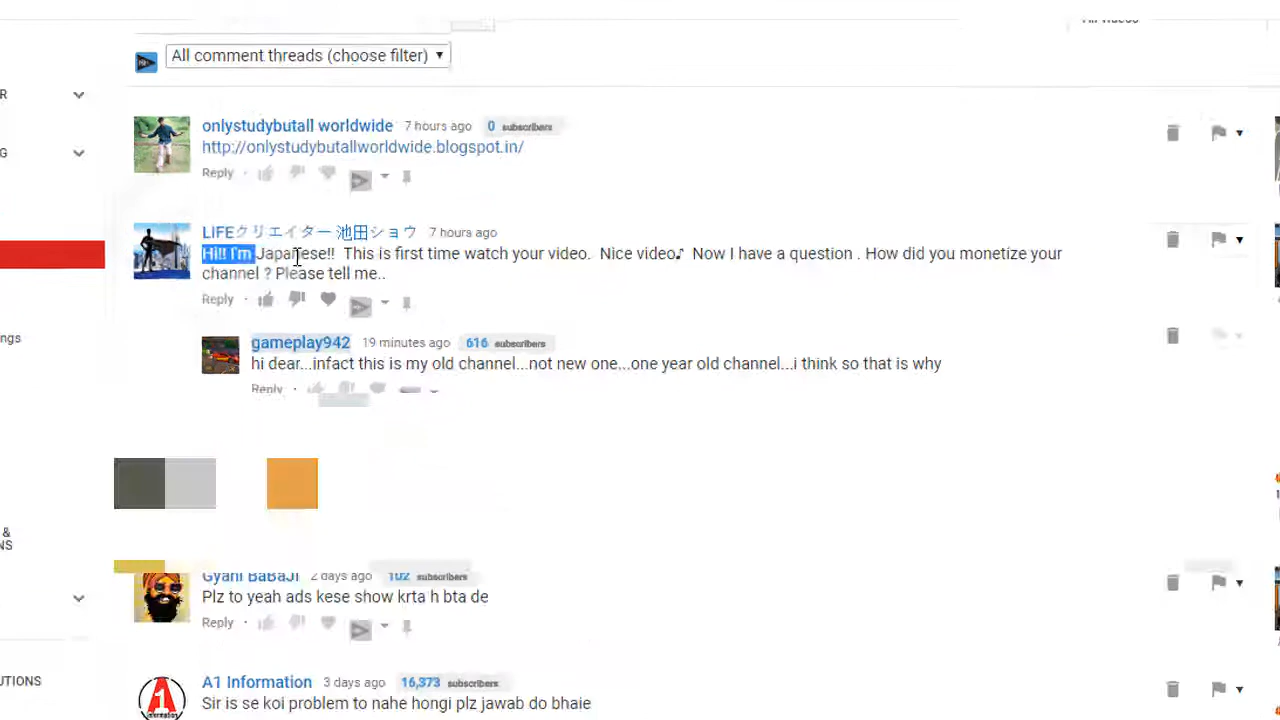 All comment threads (choose filter) ▼
R
onlystudybutall worldwide 7 hours ago 0 subscribers
http://onlystudybutallworldwide.blogspot.in/
G
Reply
LIFEクリエイター 池田ショウ 7 hours ago
Hi!! I'm Japanese!! This is first time watch your video. Nice video♪ Now I have a question . How did you monetize your
channel ? Please tell me..
Reply
ngs
gameplay942 19 minutes ago 616 subscribers
hi dear...infact this is my old channel...not new one...one year old channel...i think so that is why
Reply
&
NS
Gyani BaBaJi 2 days ago 102 subscribers
Plz to yeah ads kese show krta h bta de
Reply
UTIONS
A1 Information 3 days ago 16,373 subscribers
Sir is se koi problem to nahe hongi plz jawab do bhaie